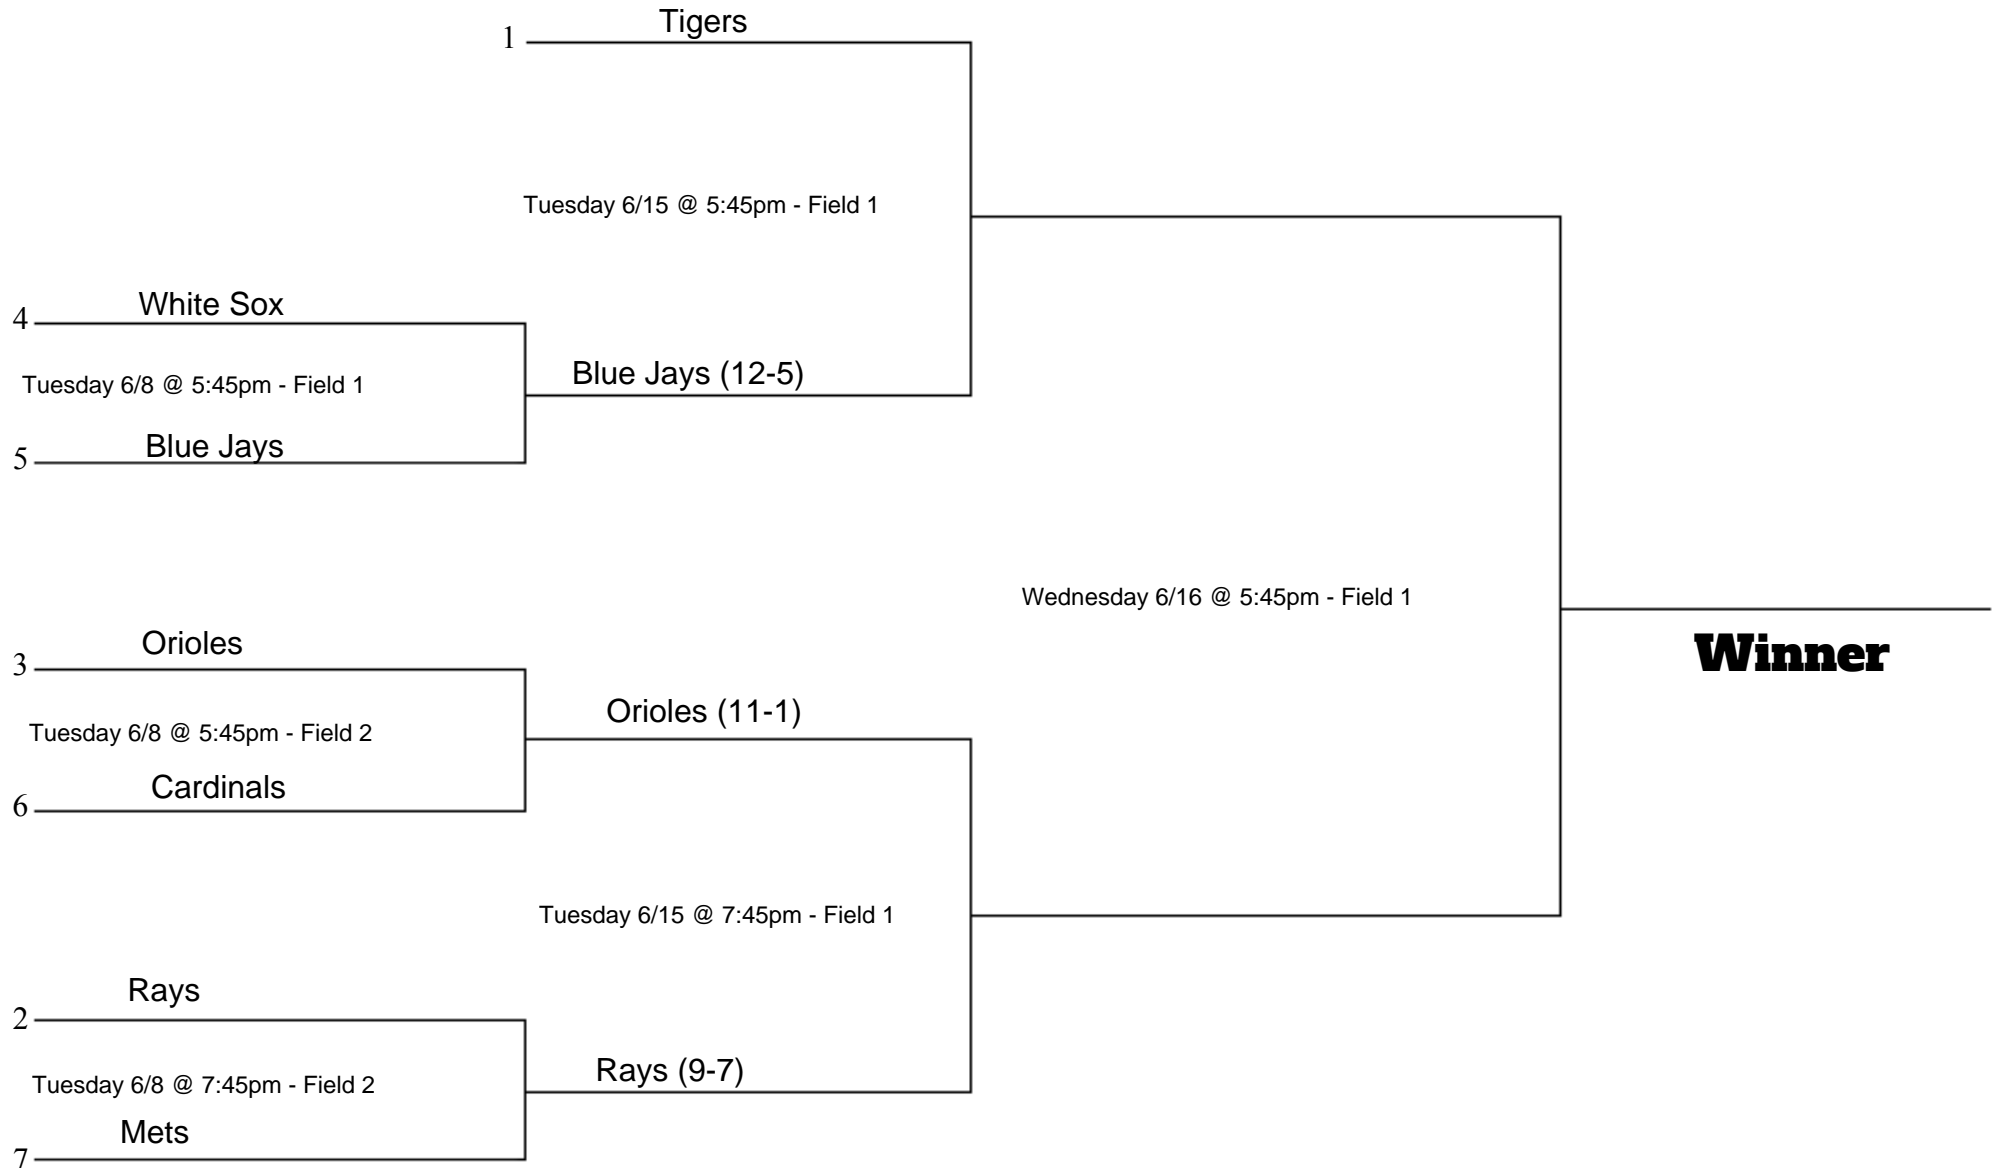 Tigers
1
Tuesday 6/15 @ 5:45pm - Field 1
White Sox
4
Tuesday 6/8 @ 5:45pm - Field 1
Blue Jays (12-5)
Blue Jays
5
Wednesday 6/16 @ 5:45pm - Field 1
Winner
Orioles
3
Orioles (11-1)
Tuesday 6/8 @ 5:45pm - Field 2
Cardinals
6
Tuesday 6/15 @ 7:45pm - Field 1
Rays
2
Rays (9-7)
Tuesday 6/8 @ 7:45pm - Field 2
Mets
7